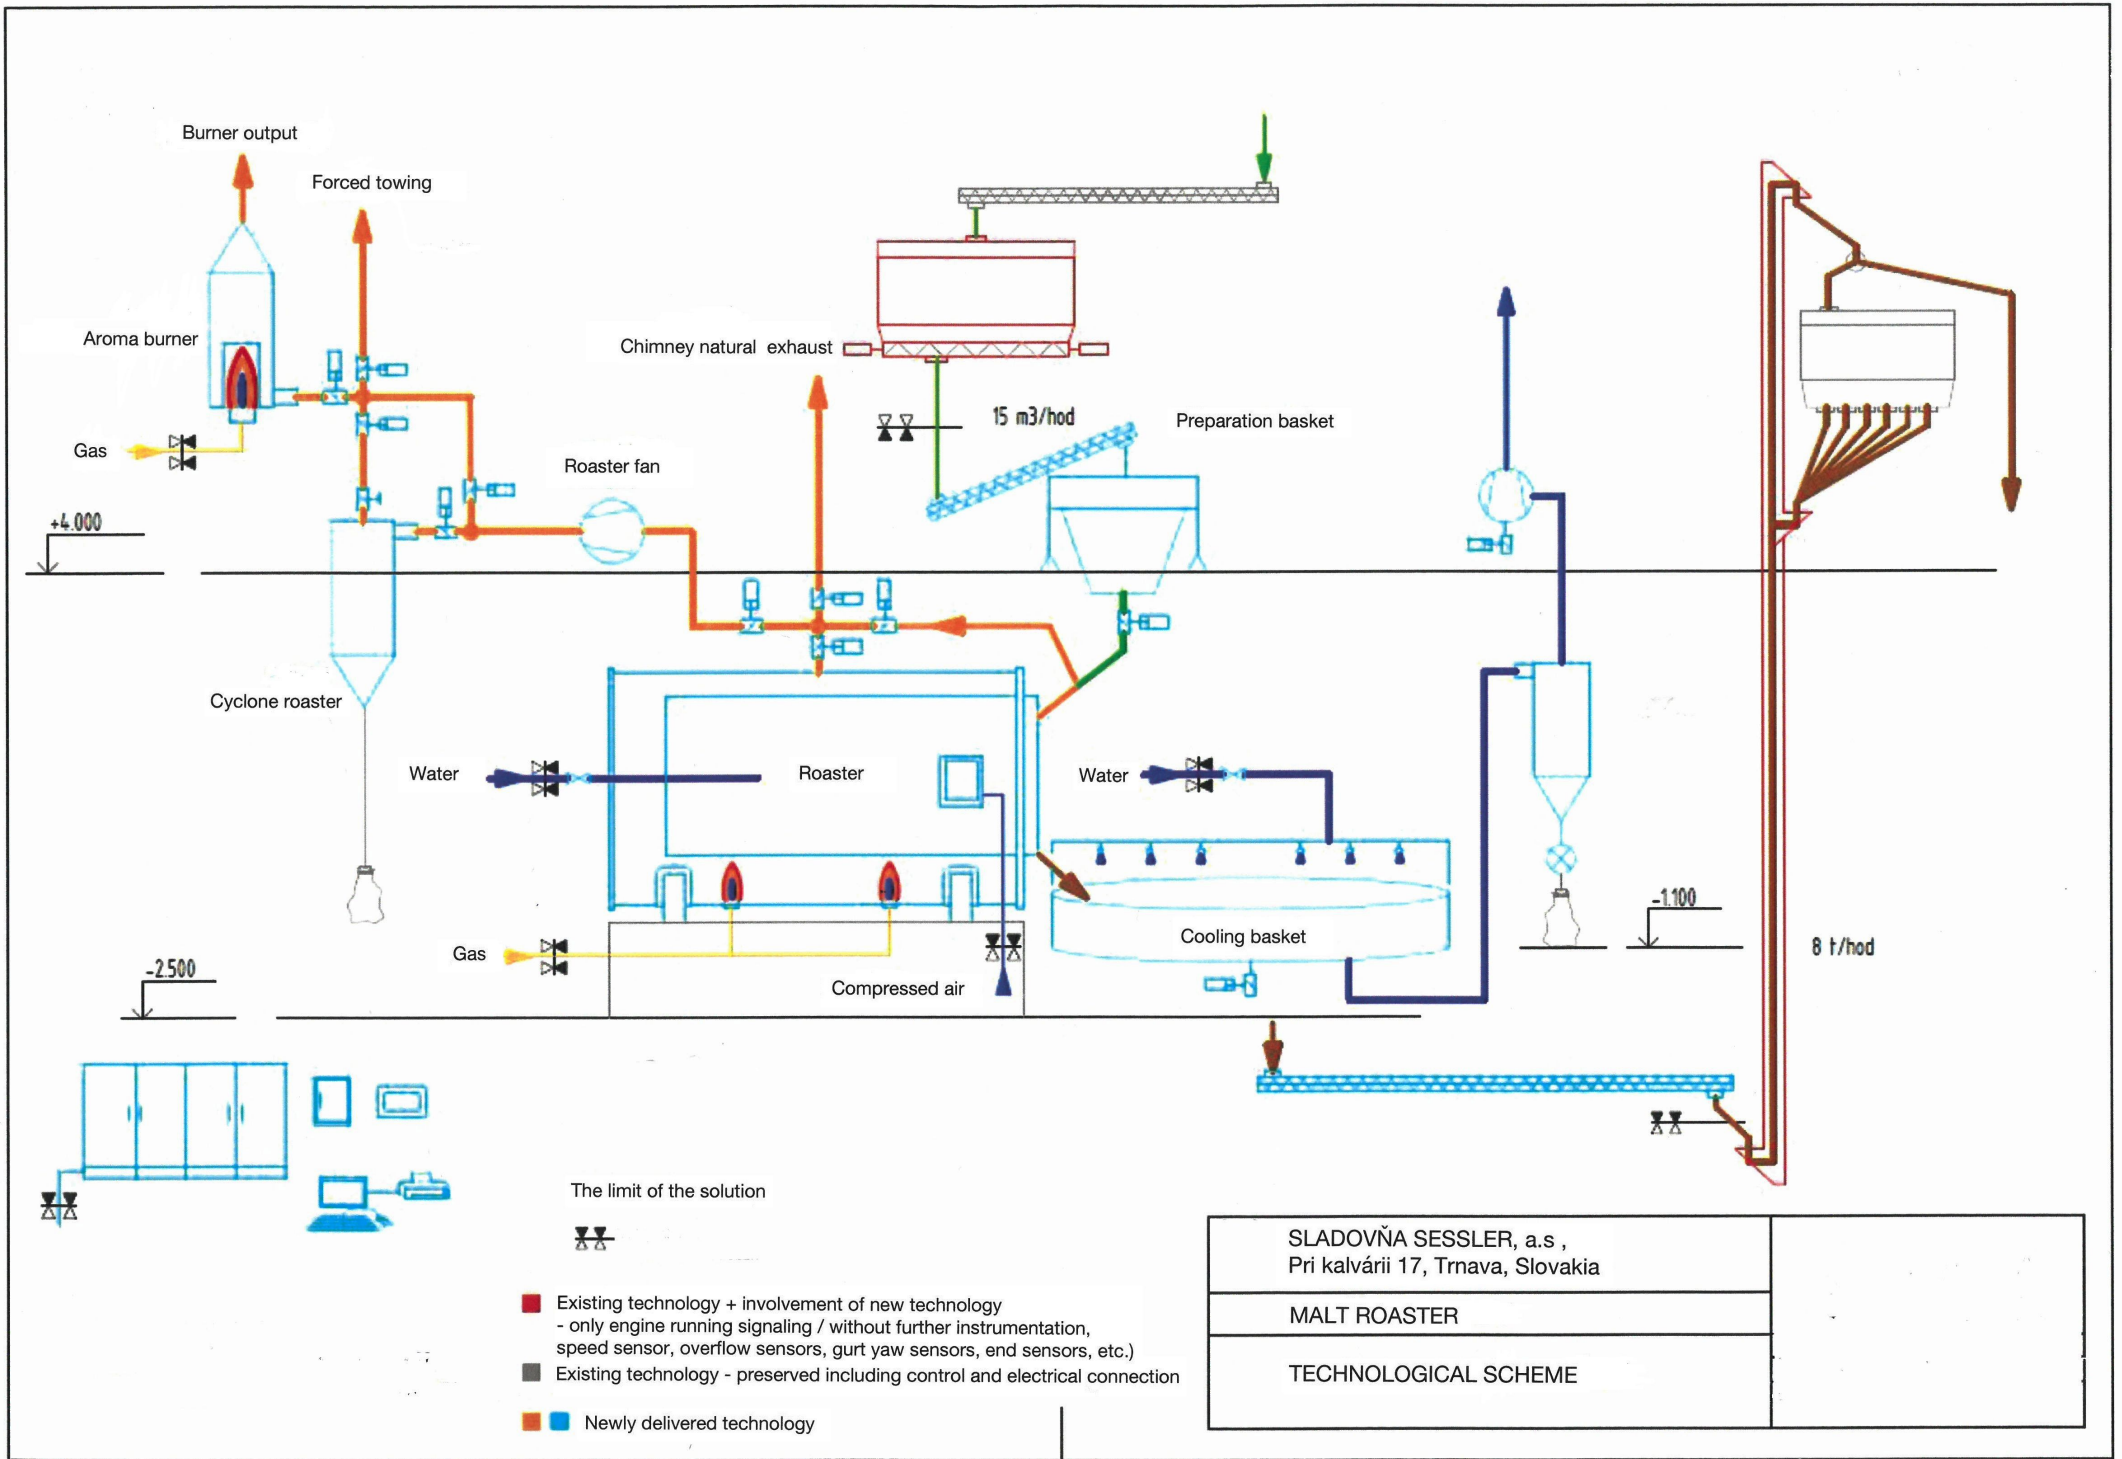 Burner output
Forced towing
Aroma burner
Chimney natural exhaust
15 m3/hod
Preparation basket
Gas
Roaster fan
+4.000
Cyclone roaster
Water
Roaster
Water
-1.100
Cooling basket
8 t/hod
Gas
-2.500
Compressed air
The limit of the solution
SLADOVŇA SESSLER, a.s ,
Pri kalvárii 17, Trnava, Slovakia
MALT ROASTER
TECHNOLOGICAL SCHEME
Existing technology + involvement of new technology
- only engine running signaling / without further instrumentation,
speed sensor, overflow sensors, gurt yaw sensors, end sensors, etc.)
Existing technology - preserved including control and electrical connection
Newly delivered technology